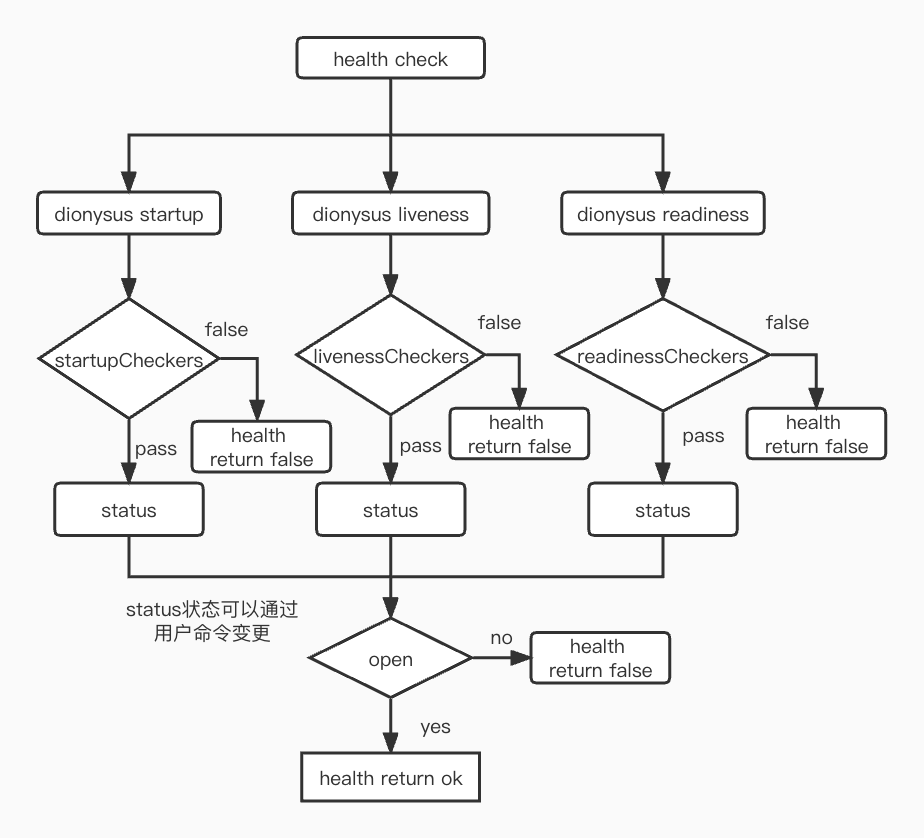 health check
dionysus startup
dionysus liveness
dionysus readiness
false
false
false
startupCheckers
livenessCheckers
readinessCheckers
health
return false
health
return false
health
return false
pass
pass
pass
status
status
status
status状态可以通过
用户命令变更
open
no
health
return false
yes
health return ok